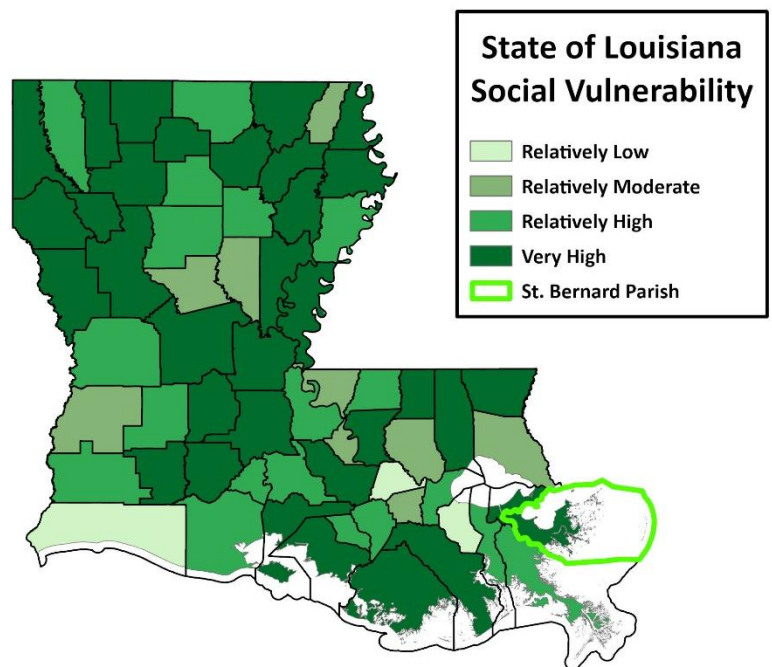 State of Louisiana
Social Vulnerability
Relatively Low
Relatively Moderate
Relatively High
Very High
St. Bernard Parish